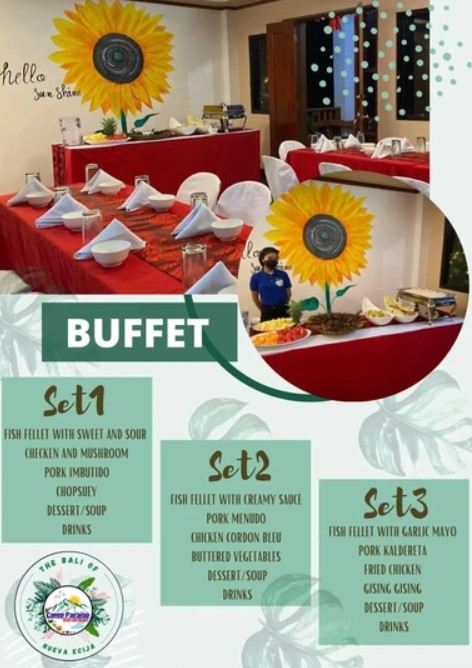 hello
sun shine
BUFFET
Set1
FISH FELLET WITH SWEET AND SOUR
CHECKEN AND MUSHROOM
PORK IMBUTIDO
CHOPSUEY
DESSERT/SOUP
DRINKS
Set2
FISH FELLET WITH CREAMY SAUCE
PORK MENUDO
CHICKEN CORDON BLEU
BUTTERED VEGETABLES
DESSERT/SOUP
DRINKS
Set3
FISH FELLET WITH GARLIC MAYO
PORK KALDERETA
FRIED CHICKEN
GISING GISING
DESSERT/SOUP
DRINKS
THE BALI OF
NUEVA ECIJA